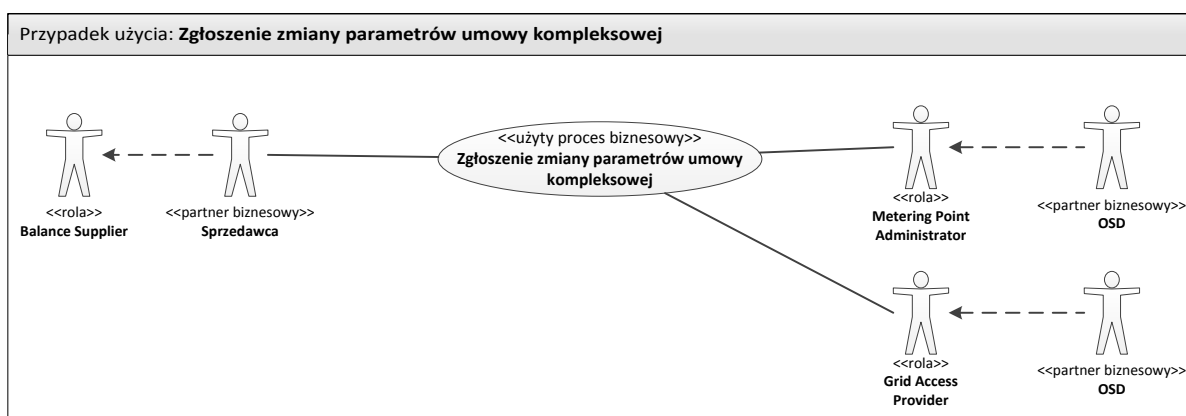 Przypadek użycia: Zgłoszenie zmiany parametrów umowy kompleksowej
<<użyty proces biznesowy>>
Zgłoszenie zmiany parametrów umowy
kompleksowej
<<rola>>
Balance Supplier
<<partner biznesowy>>
Sprzedawca
<<rola>>
Metering Point
Administrator
<<partner biznesowy>>
OSD
<<rola>>
Grid Access
Provider
<<partner biznesowy>>
OSD